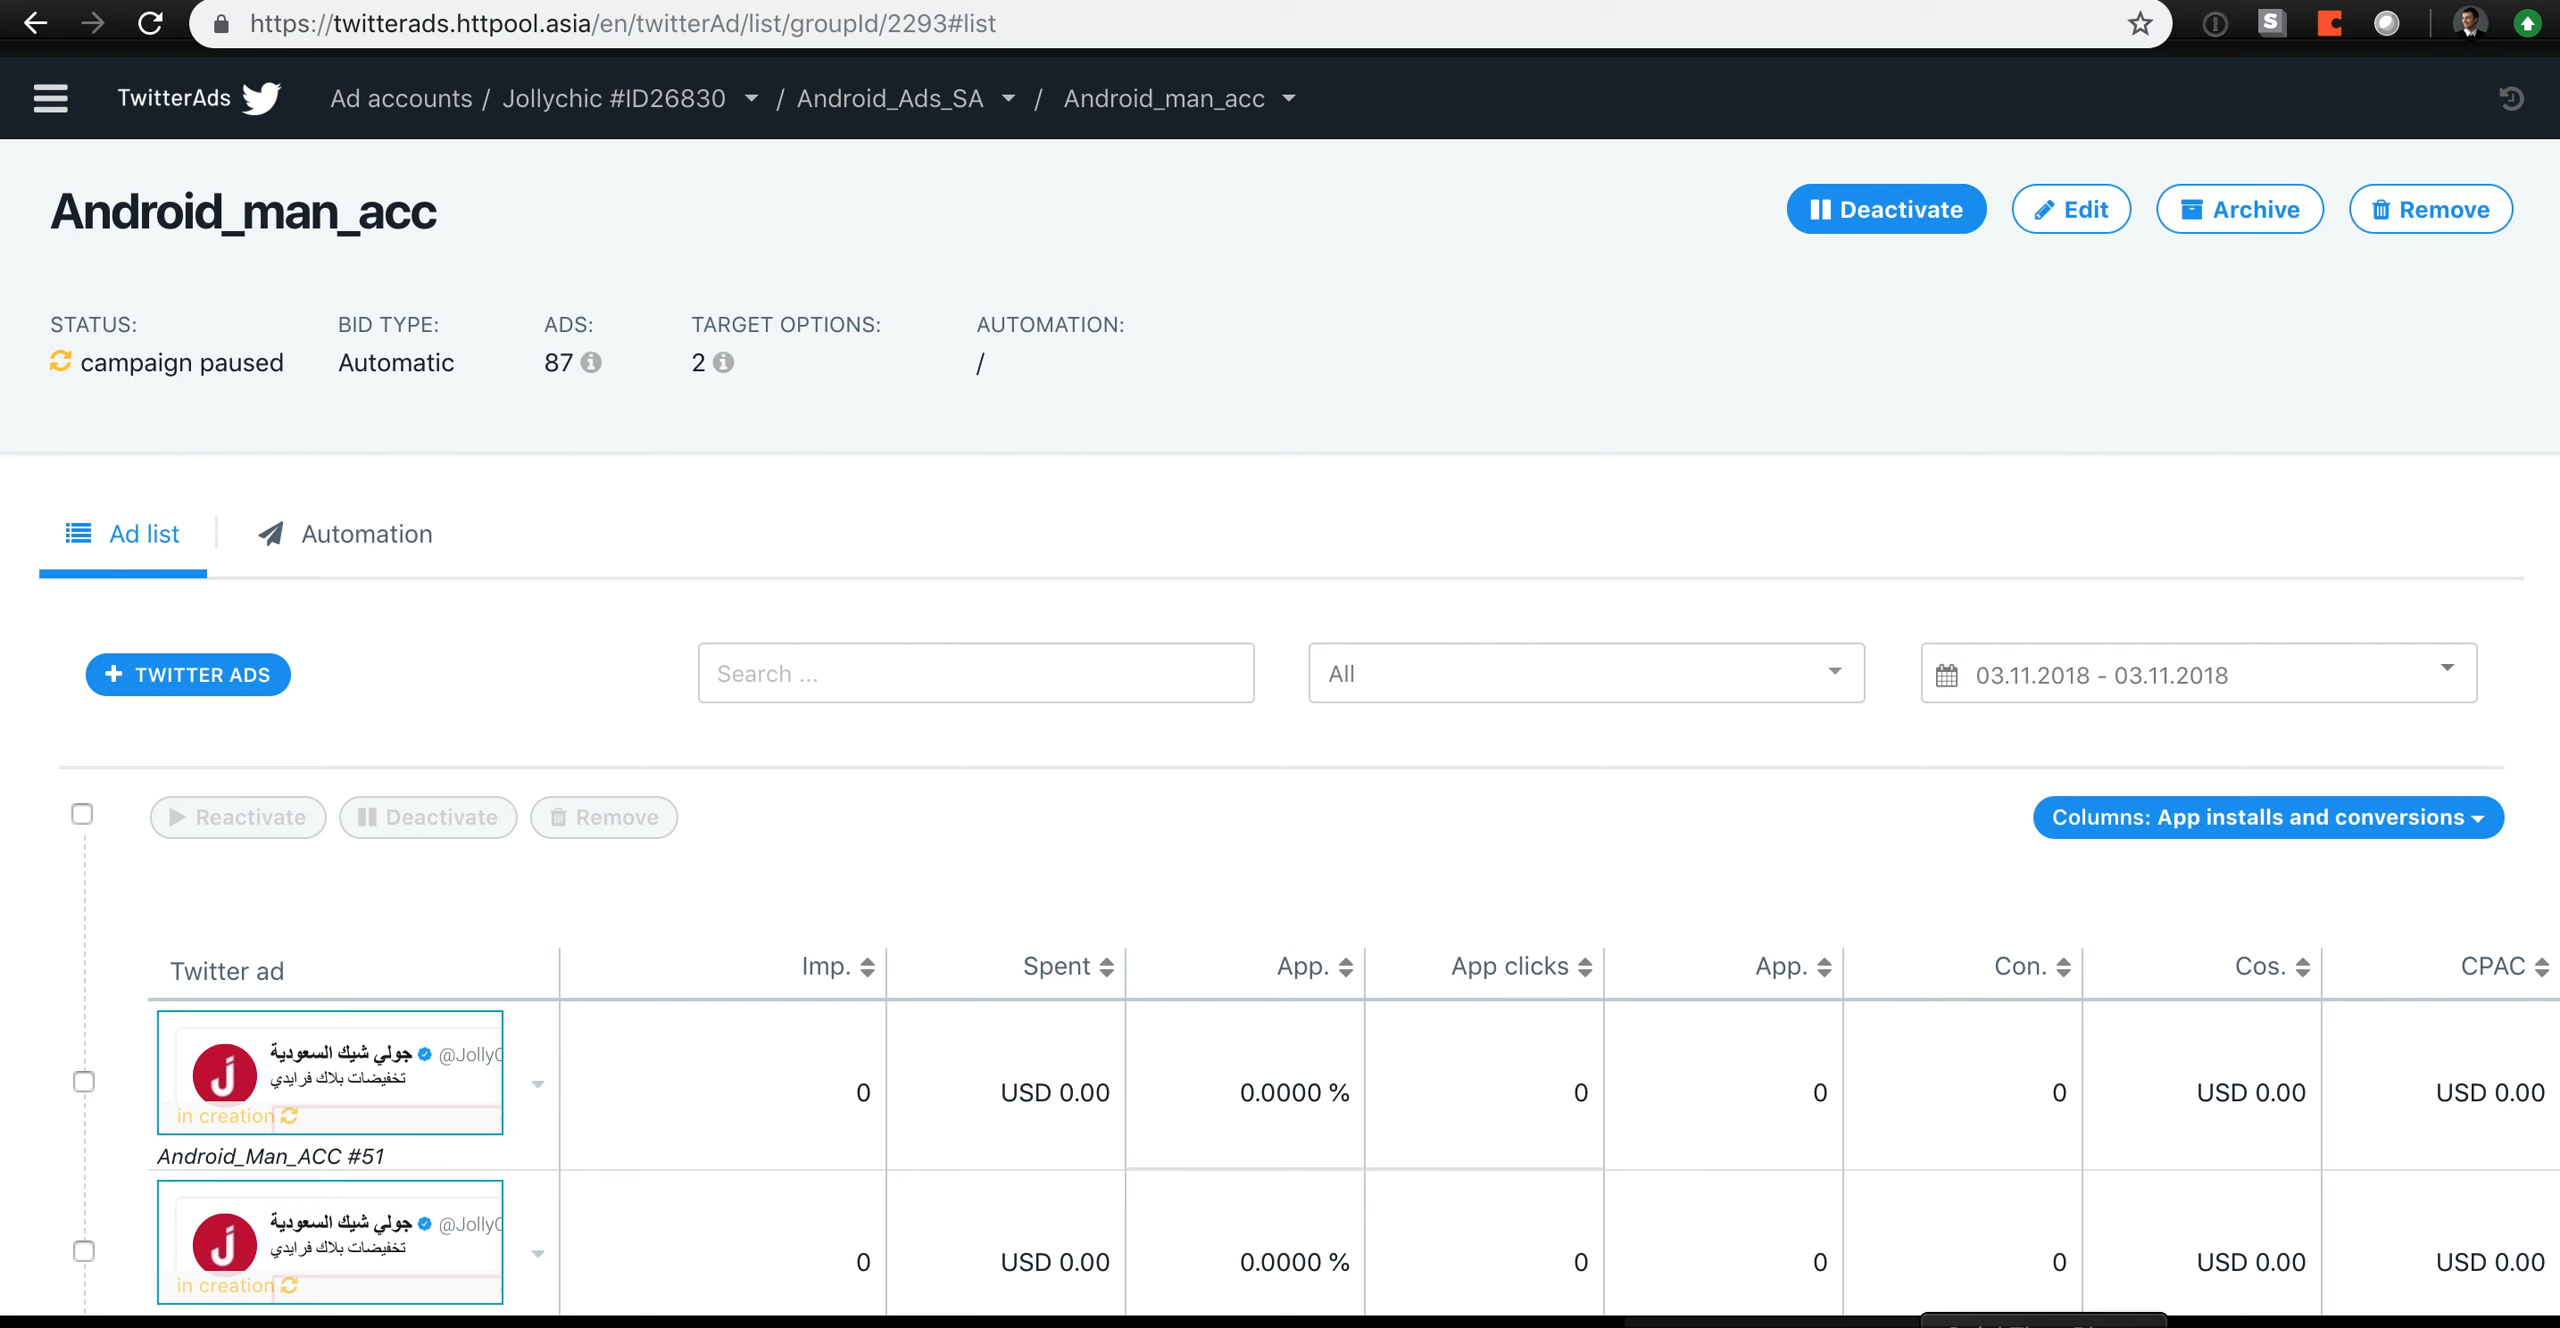 https://twitterads.httpool.asia/en/twitterAd/list/groupId/2293#list
TwitterAds Ad accounts / Jollychic #ID26830 / Android_Ads_SA / Android_man_acc
Android_man_acc
Deactivate Edit Archive Remove
STATUS: BID TYPE: ADS: TARGET OPTIONS: AUTOMATION:
campaign paused Automatic 87 2 /
Ad list Automation
+ TWITTER ADS Search ... All 03.11.2018 - 03.11.2018
Reactivate Deactivate Remove Columns: App installs and conversions
Twitter ad Imp. Spent App. App clicks App. Con. Cos. CPAC
جولي شيك السعودية
تخفيضات بلاك فرايدي
in creation
0 USD 0.00 0.0000 % 0 0 0 USD 0.00 USD 0.00
Android_Man_ACC #51
جولي شيك السعودية
تخفيضات بلاك فرايدي
in creation
0 USD 0.00 0.0000 % 0 0 0 USD 0.00 USD 0.00